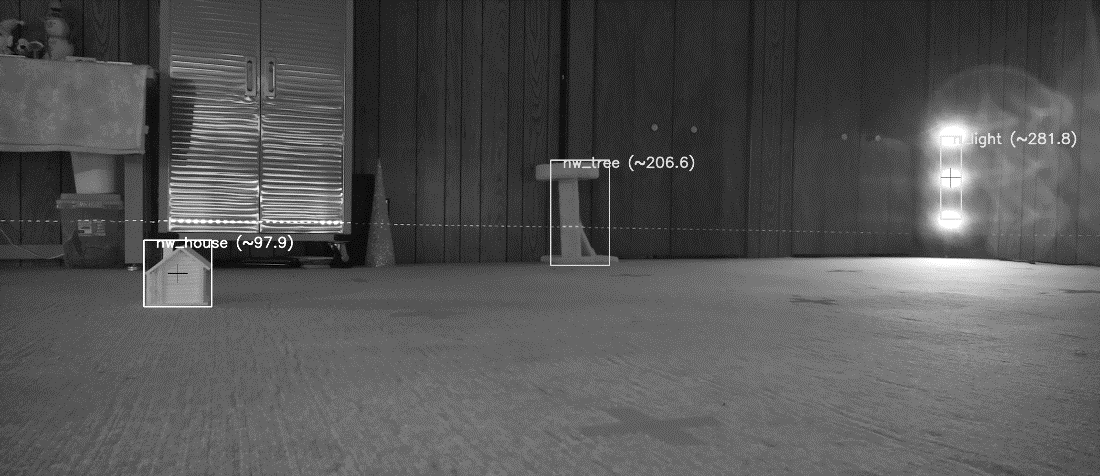 nw_tree (~206.6)
light (~281.8)
nw_house (~97.9)